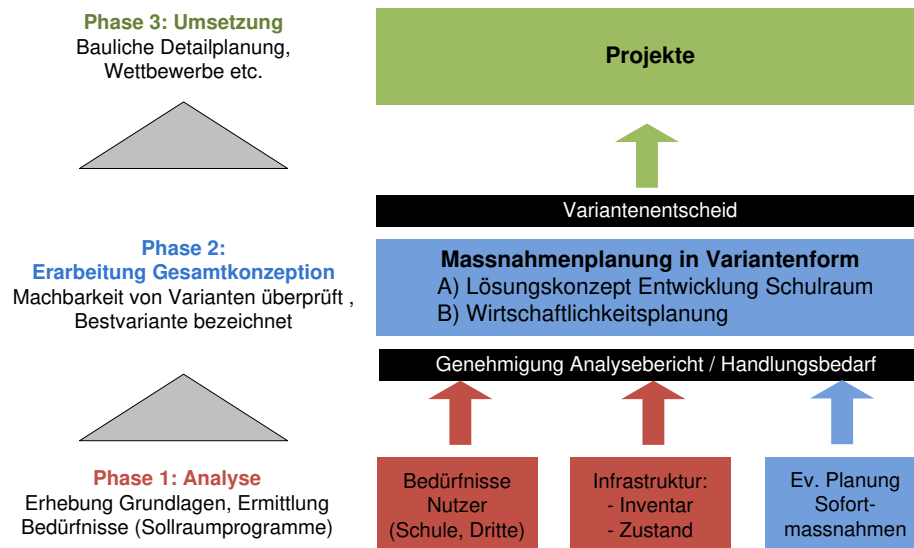 Phase 3: Umsetzung
Bauliche Detailplanung,
Wettbewerbe etc.
Projekte
Variantenentscheid
Phase 2:
Erarbeitung Gesamtkonzeption
Machbarkeit von Varianten überprüft ,
Bestvariante bezeichnet
Massnahmenplanung in Variantenform
A) Lösungskonzept Entwicklung Schulraum
B) Wirtschaftlichkeitsplanung
Genehmigung Analysebericht / Handlungsbedarf
Phase 1: Analyse
Erhebung Grundlagen, Ermittlung
Bedürfnisse (Sollraumprogramme)
Bedürfnisse
Nutzer
(Schule, Dritte)
Infrastruktur:
- Inventar
- Zustand
Ev. Planung
Sofort-
massnahmen